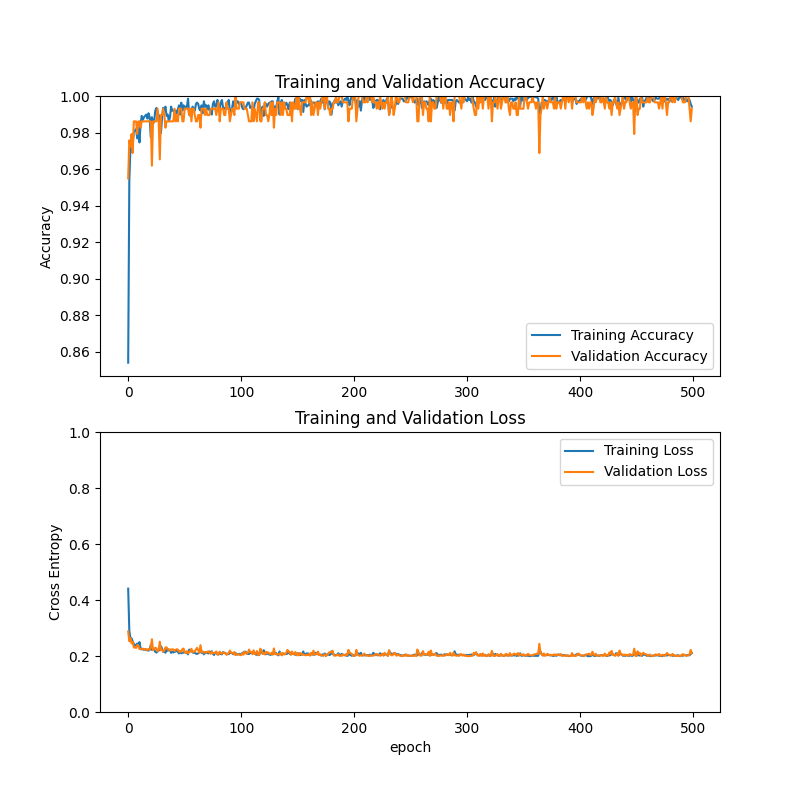 Training and Validation Accuracy
1.00
0.98
0.96
0.94
0.92
0.90
0.88
0.86
Accuracy
Training Accuracy
Validation Accuracy
0 100 200 300 400 500
Training and Validation Loss
1.0
0.8
0.6
0.4
0.2
0.0
Cross Entropy
Training Loss
Validation Loss
0 100 200 300 400 500
epoch